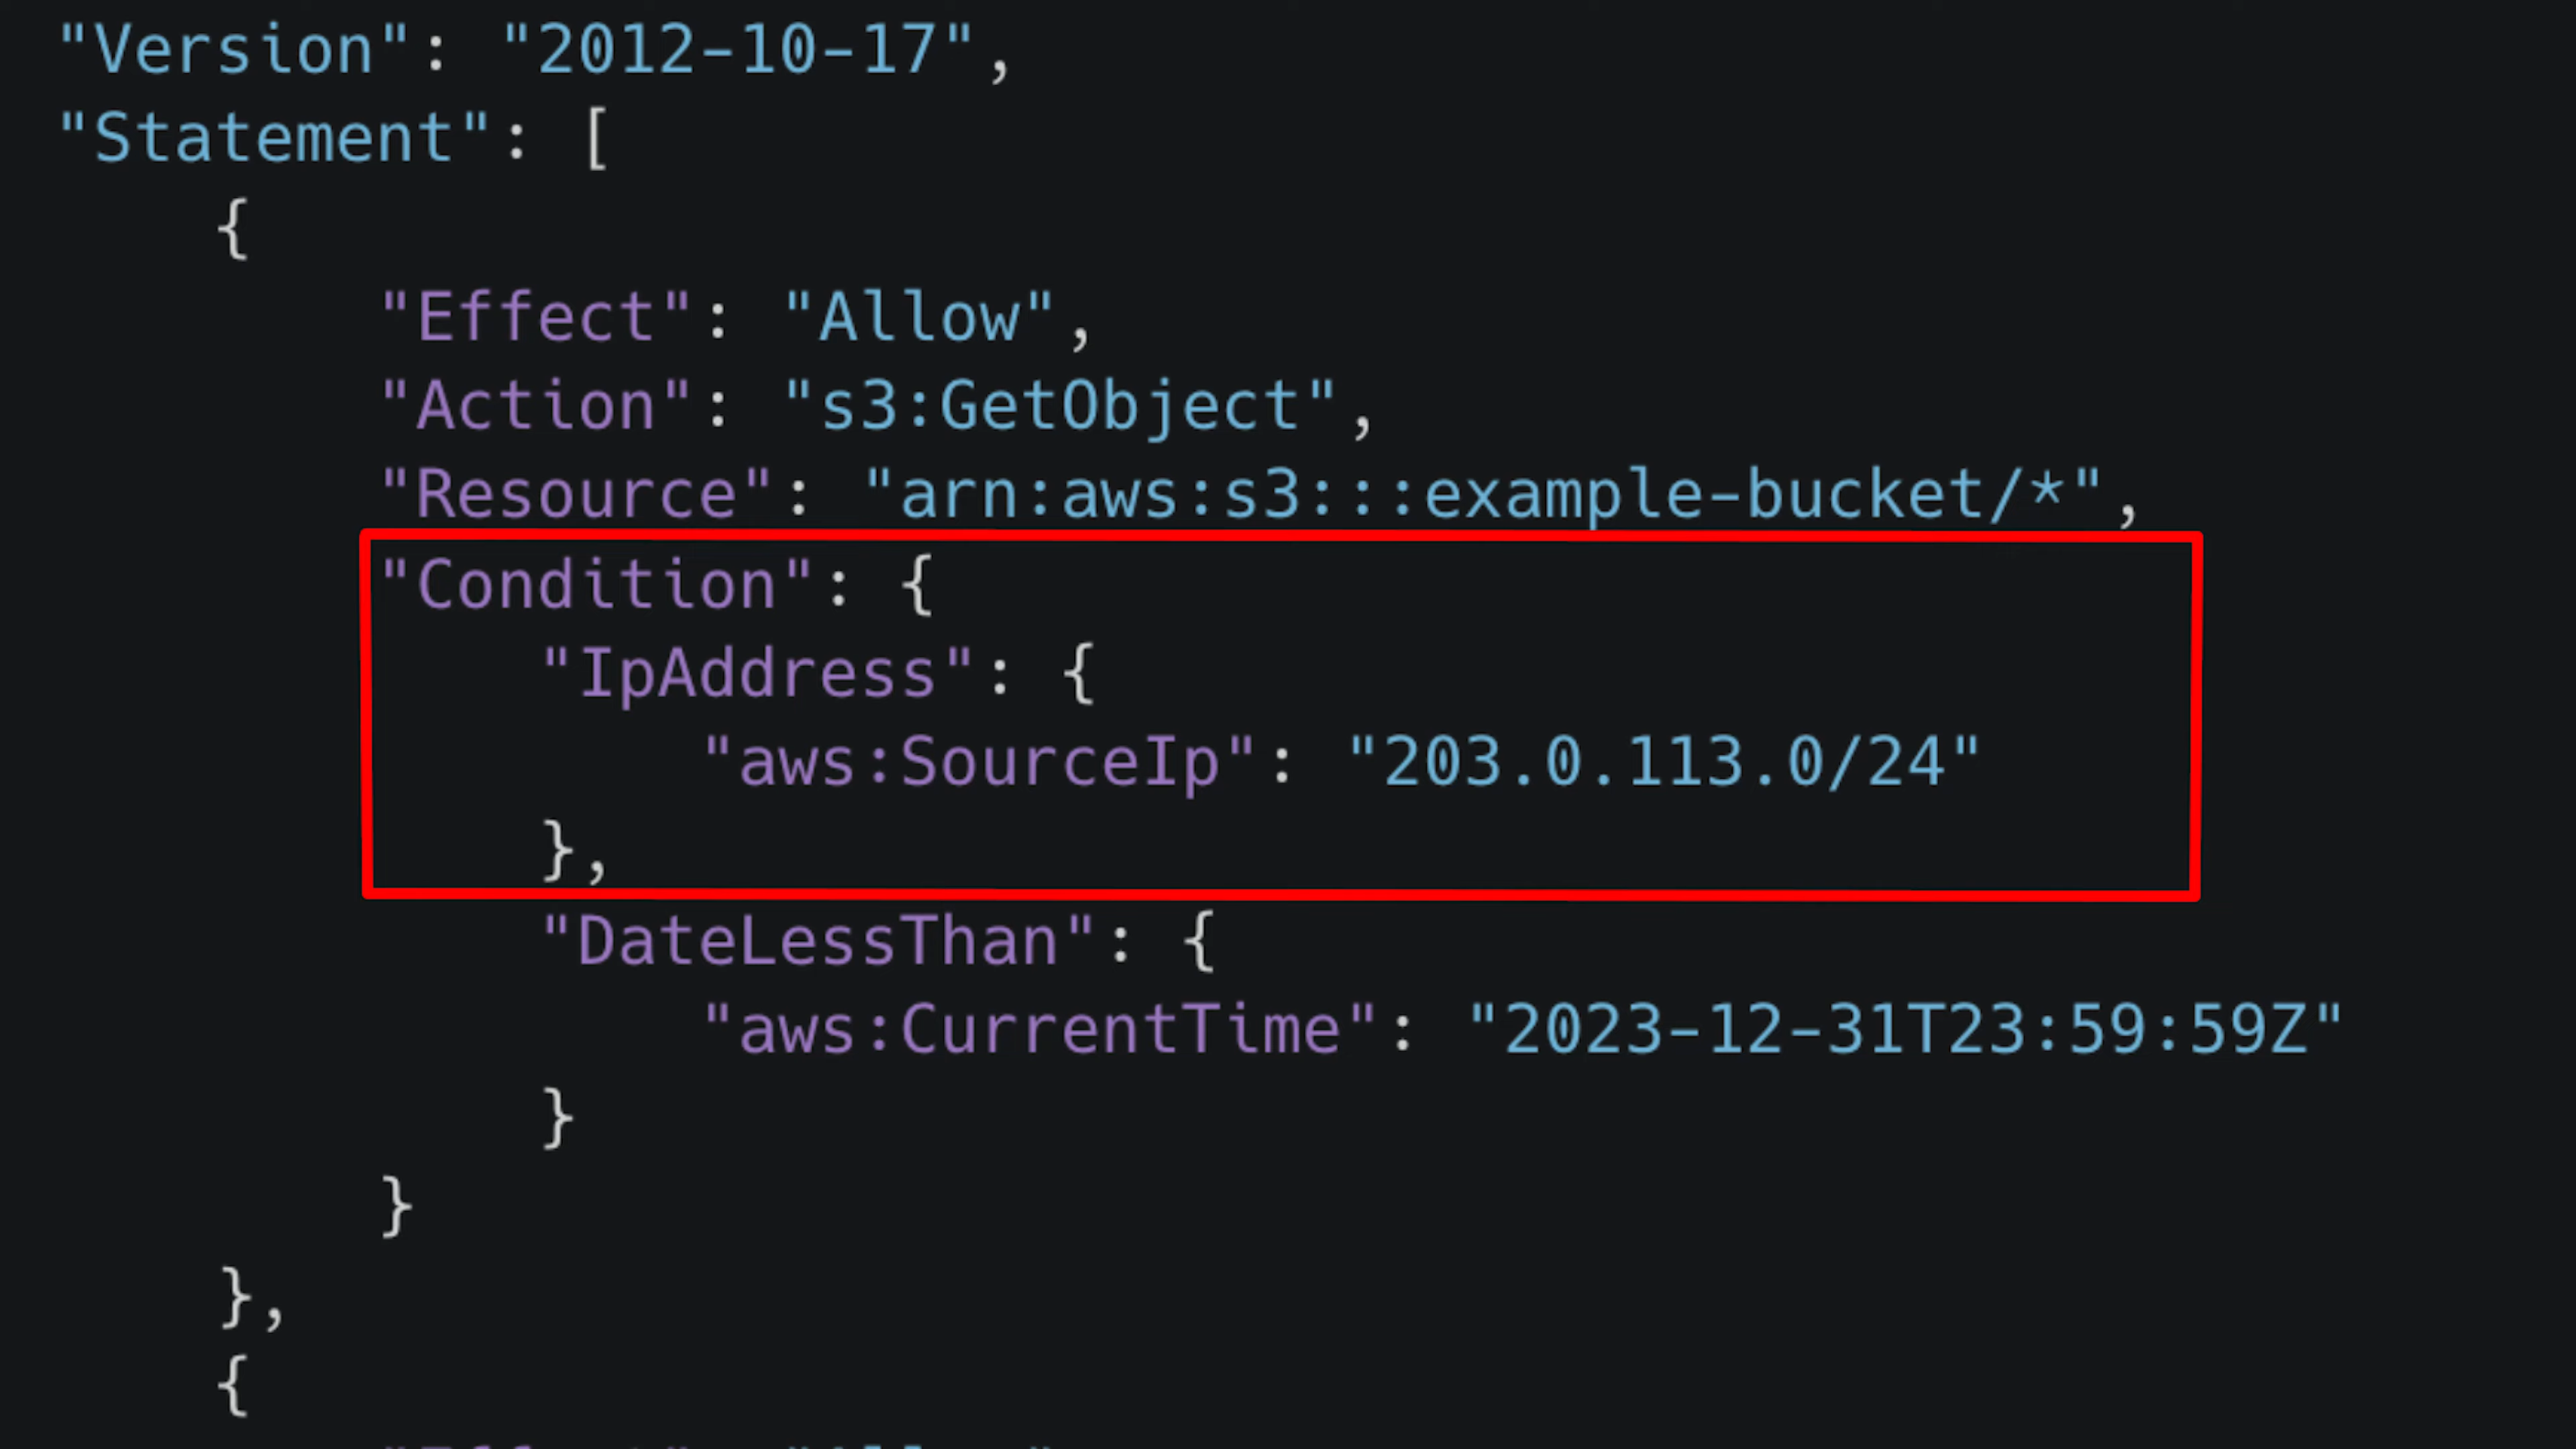 "Version": "2012-10-17",
"Statement": [
{
"Effect": "Allow",
"Action": "s3:GetObject",
"Resource": "arn:aws:s3:::example-bucket/*",
"Condition": {
"IpAddress": {
"aws:SourceIp": "203.0.113.0/24"
},
"DateLessThan": {
"aws:CurrentTime": "2023-12-31T23:59:59Z"
}
}
},
{